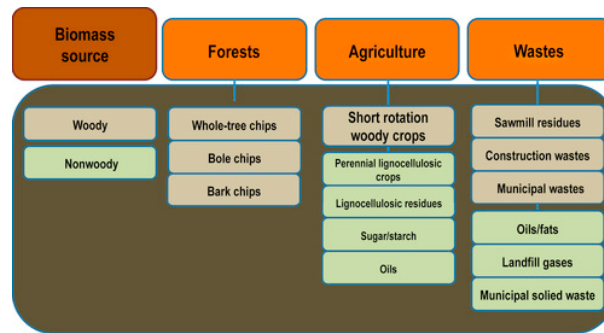 Biomass
source
Forests
Agriculture
Wastes
Woody
Nonwoody
Whole-tree chips
Bole chips
Bark chips
Short rotation
woody crops
Perennial lignocellulosic
crops
Lignocellulosic residues
Sugar/starch
Oils
Sawmill residues
Construction wastes
Municipal wastes
Oils/fats
Landfill gases
Municipal solied waste